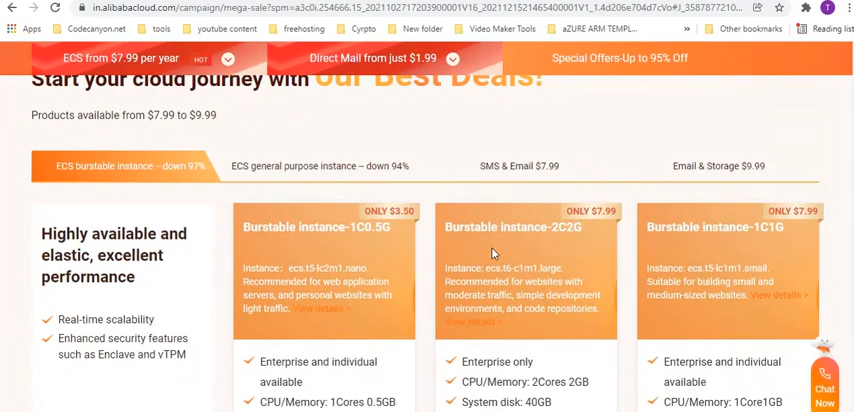 in.alibabacloud.com/campaign/mega-sale?spm=a3c0i.254666.15_2021102717203900001V16_2021121521465400001V1_1.4d206e704d7cVo#J_3587877210...
Apps Codecanyon.net tools youtube content freehosting Cyrpto New folder Video Maker Tools aZURE ARM TEMPL... » Other bookmarks Reading list
T
ECS from $7.99 per year HOT Direct Mail from just $1.99 Special Offers-Up to 95% Off
Start your cloud journey with our Best Deals!
Products available from $7.99 to $9.99
ECS burstable instance – down 97% ECS general purpose instance – down 94% SMS & Email $7.99 Email & Storage $9.99
Highly available and
elastic, excellent
performance
Real-time scalability
Enhanced security features
such as Enclave and vTPM
ONLY $3.50
Burstable instance-1C0.5G
Instance: ecs.t5-lc2m1.nano.
Recommended for web application
servers, and personal websites with
light traffic. View details >
Enterprise and individual
available
CPU/Memory: 1Cores 0.5GB
ONLY $7.99
Burstable instance-2C2G
Instance: ecs.t6-c1m1.large.
Recommended for websites with
moderate traffic, simple development
environments, and code repositories.
View details >
Enterprise only
CPU/Memory: 2Cores 2GB
System disk: 40GB
ONLY $7.99
Burstable instance-1C1G
Instance: ecs.t5-lc1m1.small.
Suitable for building small and
medium-sized websites. View details >
Enterprise and individual
available
CPU/Memory: 1Core1GB
Chat
Now